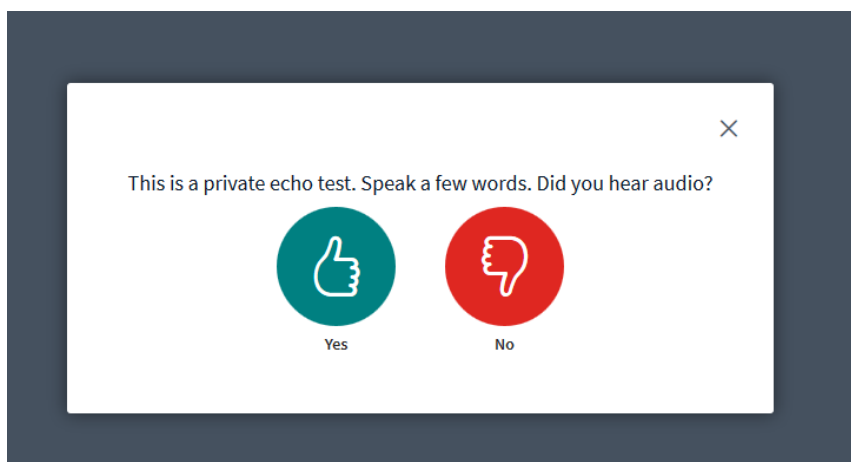 This is a private echo test. Speak a few words. Did you hear audio?
Yes
No